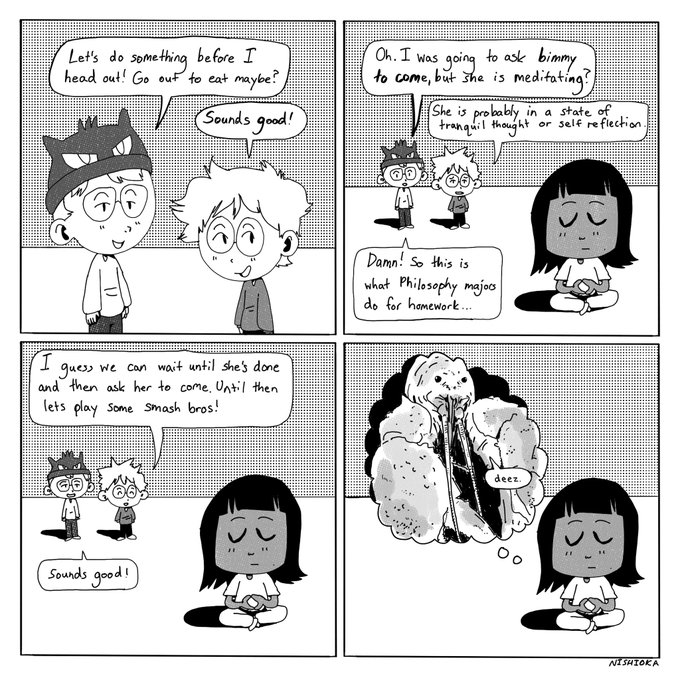 Let's do something before I
head out! Go out to eat maybe?
Sounds good!
Oh. I was going to ask bimmy
to come, but she is meditating?
She is probably in a state of
tranquil thought or self reflection
Damn! So this is
what Philosophy majors
do for homework...
I guess we can wait until she's done
and then ask her to come. Until then
lets play some smash bros!
Sounds good!
deez.
NISHIOKA